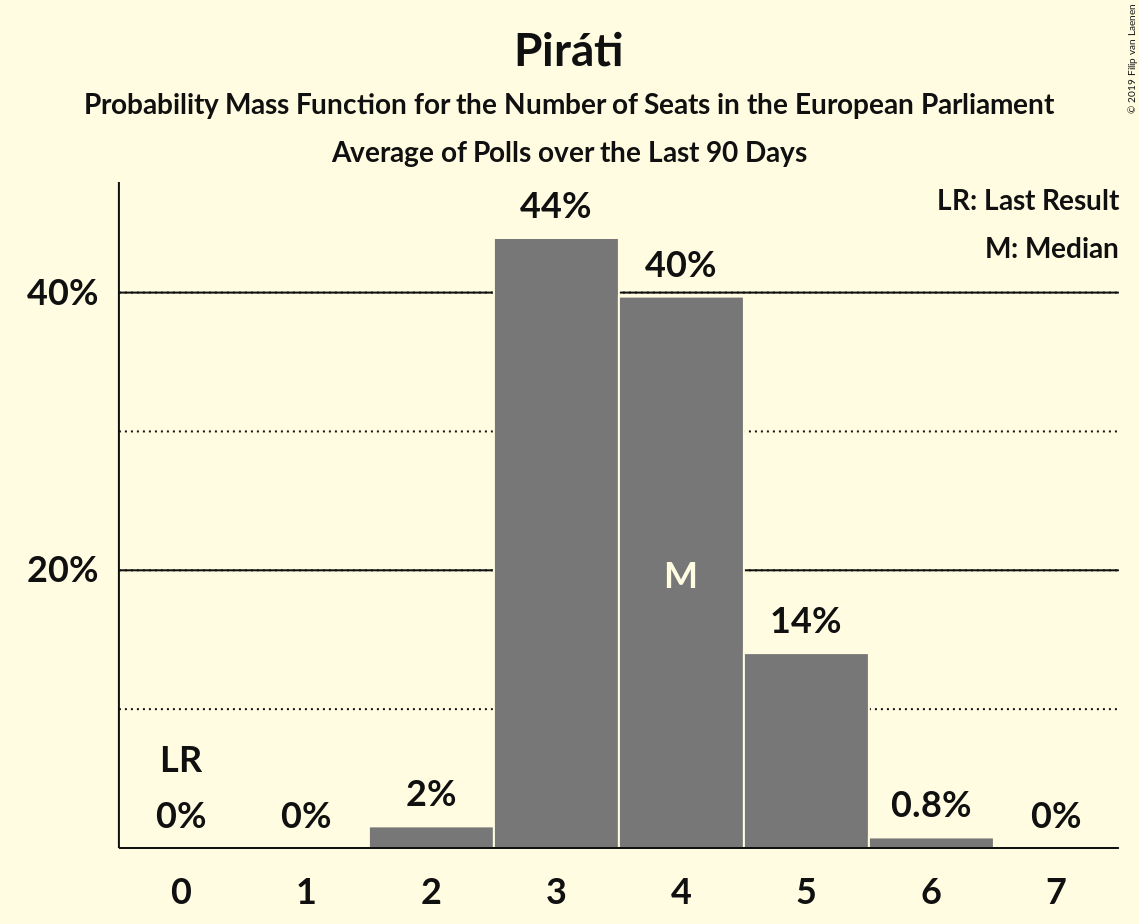 Piráti
Probability Mass Function for the Number of Seats in the European Parliament
Average of Polls over the Last 90 Days
© 2019 Filip van Laenen
LR: Last Result
M: Median
44%
40%
40%
20%
M
14%
LR
0%
0%
2%
0.8%
0%
0 1 2 3 4 5 6 7